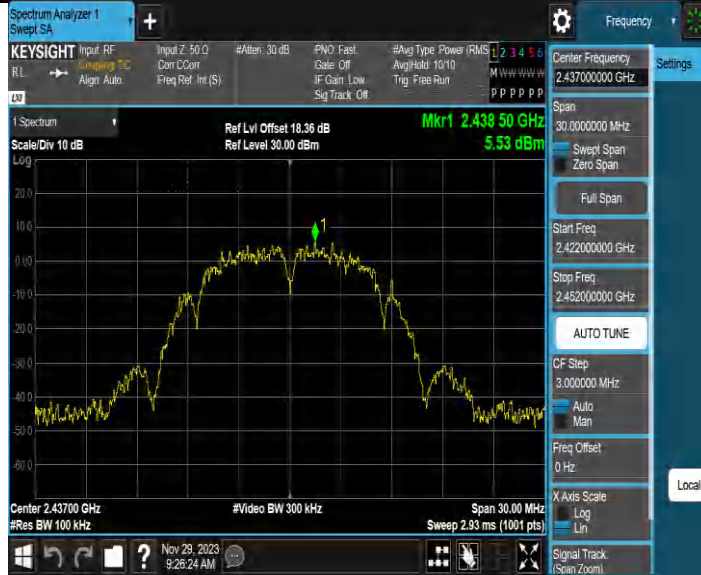 Spectrum Analyzer 1
Swept SA
+
Frequency
KEYSIGHT
RL
Input: RF
Coupling: DC
Align: Auto
Input Z: 50 Ω
Corr CCorr
Freq Ref: Int (S)
#Atten: 30 dB
PNO: Fast
Gate: Off
IF Gain: Low
Sig Track: Off
#Avg Type: Power (RMS
Avg|Hold: 10/10
Trig: Free Run
1 2 3 4 5 6
M W W W W W
P P P P P P
LXI
1 Spectrum
Scale/Div 10 dB
Ref Lvl Offset 18.36 dB
Ref Level 30.00 dBm
Mkr1 2.438 50 GHz
5.53 dBm
Log
20.0
10.0
0.00
-10.0
-20.0
-30.0
-40.0
-50.0
-60.0
1
Center 2.43700 GHz
#Res BW 100 kHz
#Video BW 300 kHz
Span 30.00 MHz
Sweep 2.93 ms (1001 pts)
?
Nov 29, 2023
9:26:24 AM
Center Frequency
2.437000000 GHz
Settings
Span
30.0000000 MHz
Swept Span
Zero Span
Full Span
Start Freq
2.422000000 GHz
Stop Freq
2.452000000 GHz
AUTO TUNE
CF Step
3.000000 MHz
Auto
Man
Freq Offset
0 Hz
X Axis Scale
Log
Lin
Local
Signal Track
(Span Zoom)